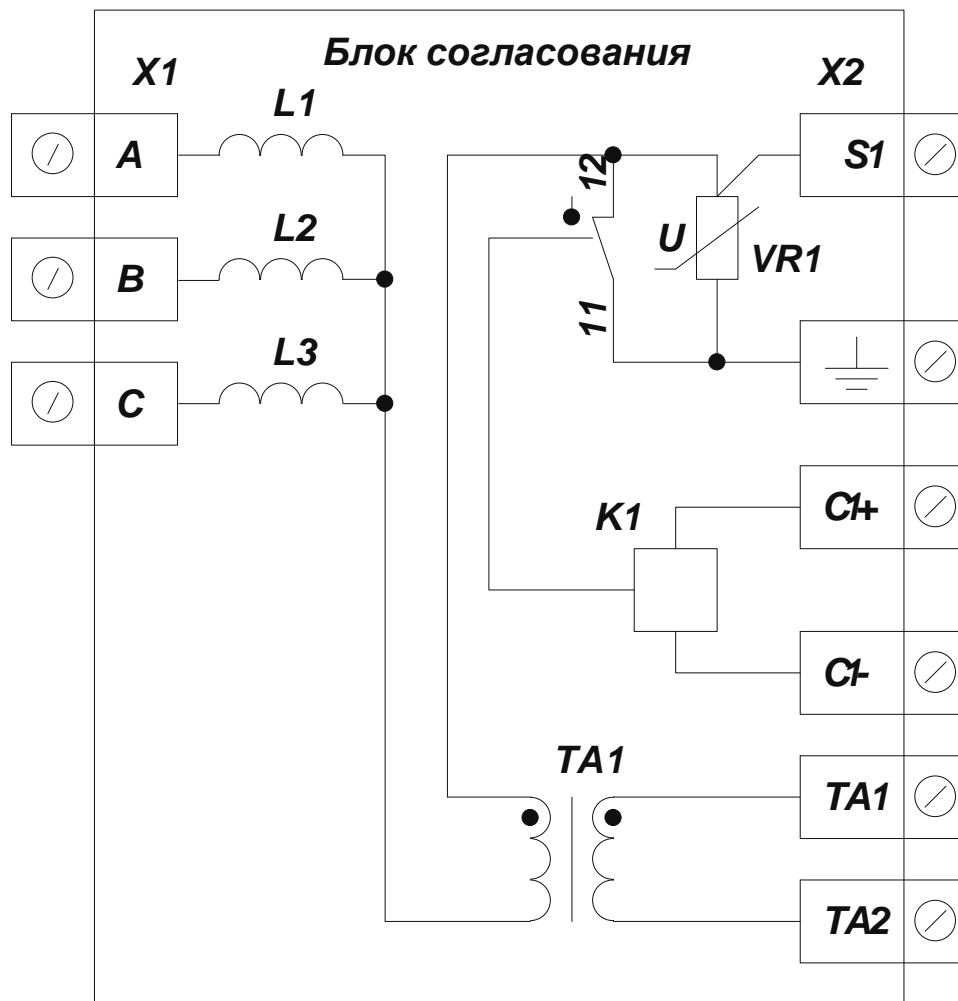 Блок согласования
X1
X2
L1
A
12
S1
L2
B
U
VR1
11
L3
C
K1
C1+
C1-
TA1
TA1
TA2